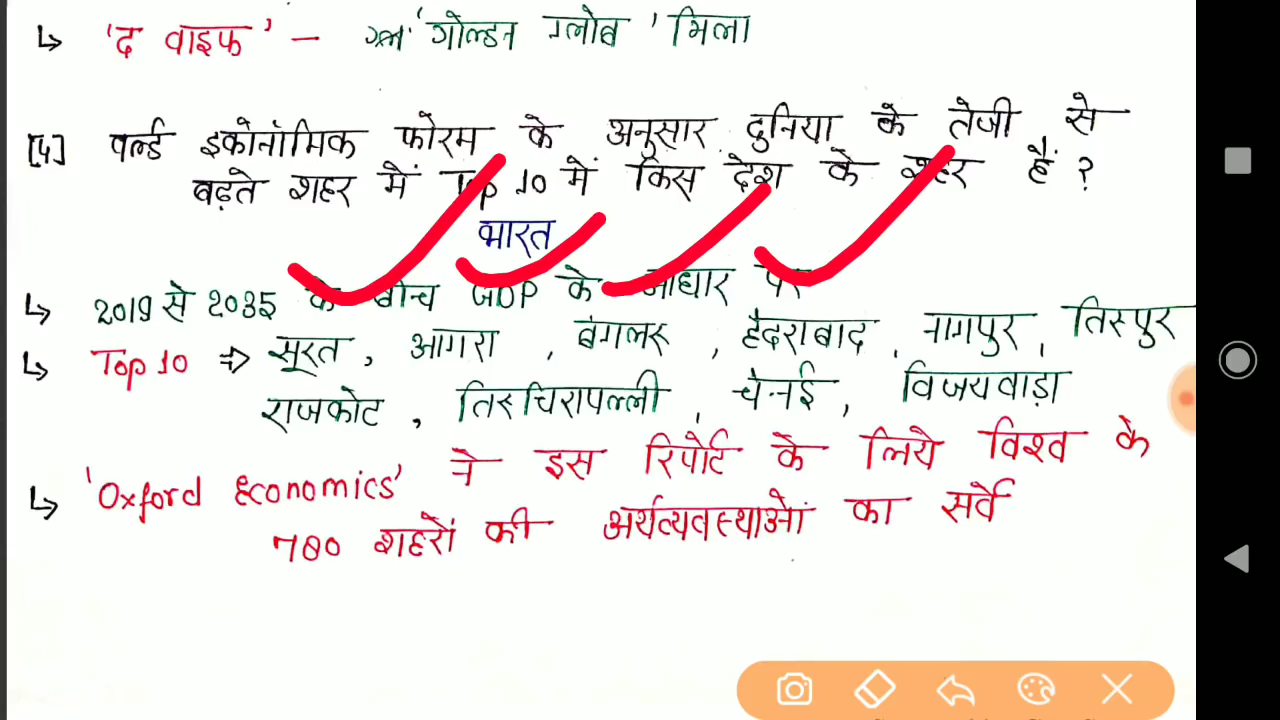 ↳ 'द वाइफ' – ग्लेन 'गोल्डन ग्लोब' मिला
[4] वर्ल्ड इकोनॉमिक फोरम के अनुसार दुनिया के तेजी से
बढ़ते शहर में Top 10 में किस देश के शहर हैं ?
भारत
↳ 2019 से 2035 के बीच GDP के आधार पर
↳ Top 10 ⇒ सूरत, आगरा, बंगलरू, हैदराबाद, नागपुर, तिरुपुर
राजकोट, तिरूचिरापल्ली, चेन्नई, विजयवाड़ा
↳ 'Oxford Economics' ने इस रिपोर्ट के लिये विश्व के
780 शहरों की अर्थव्यवस्थाओं का सर्वे